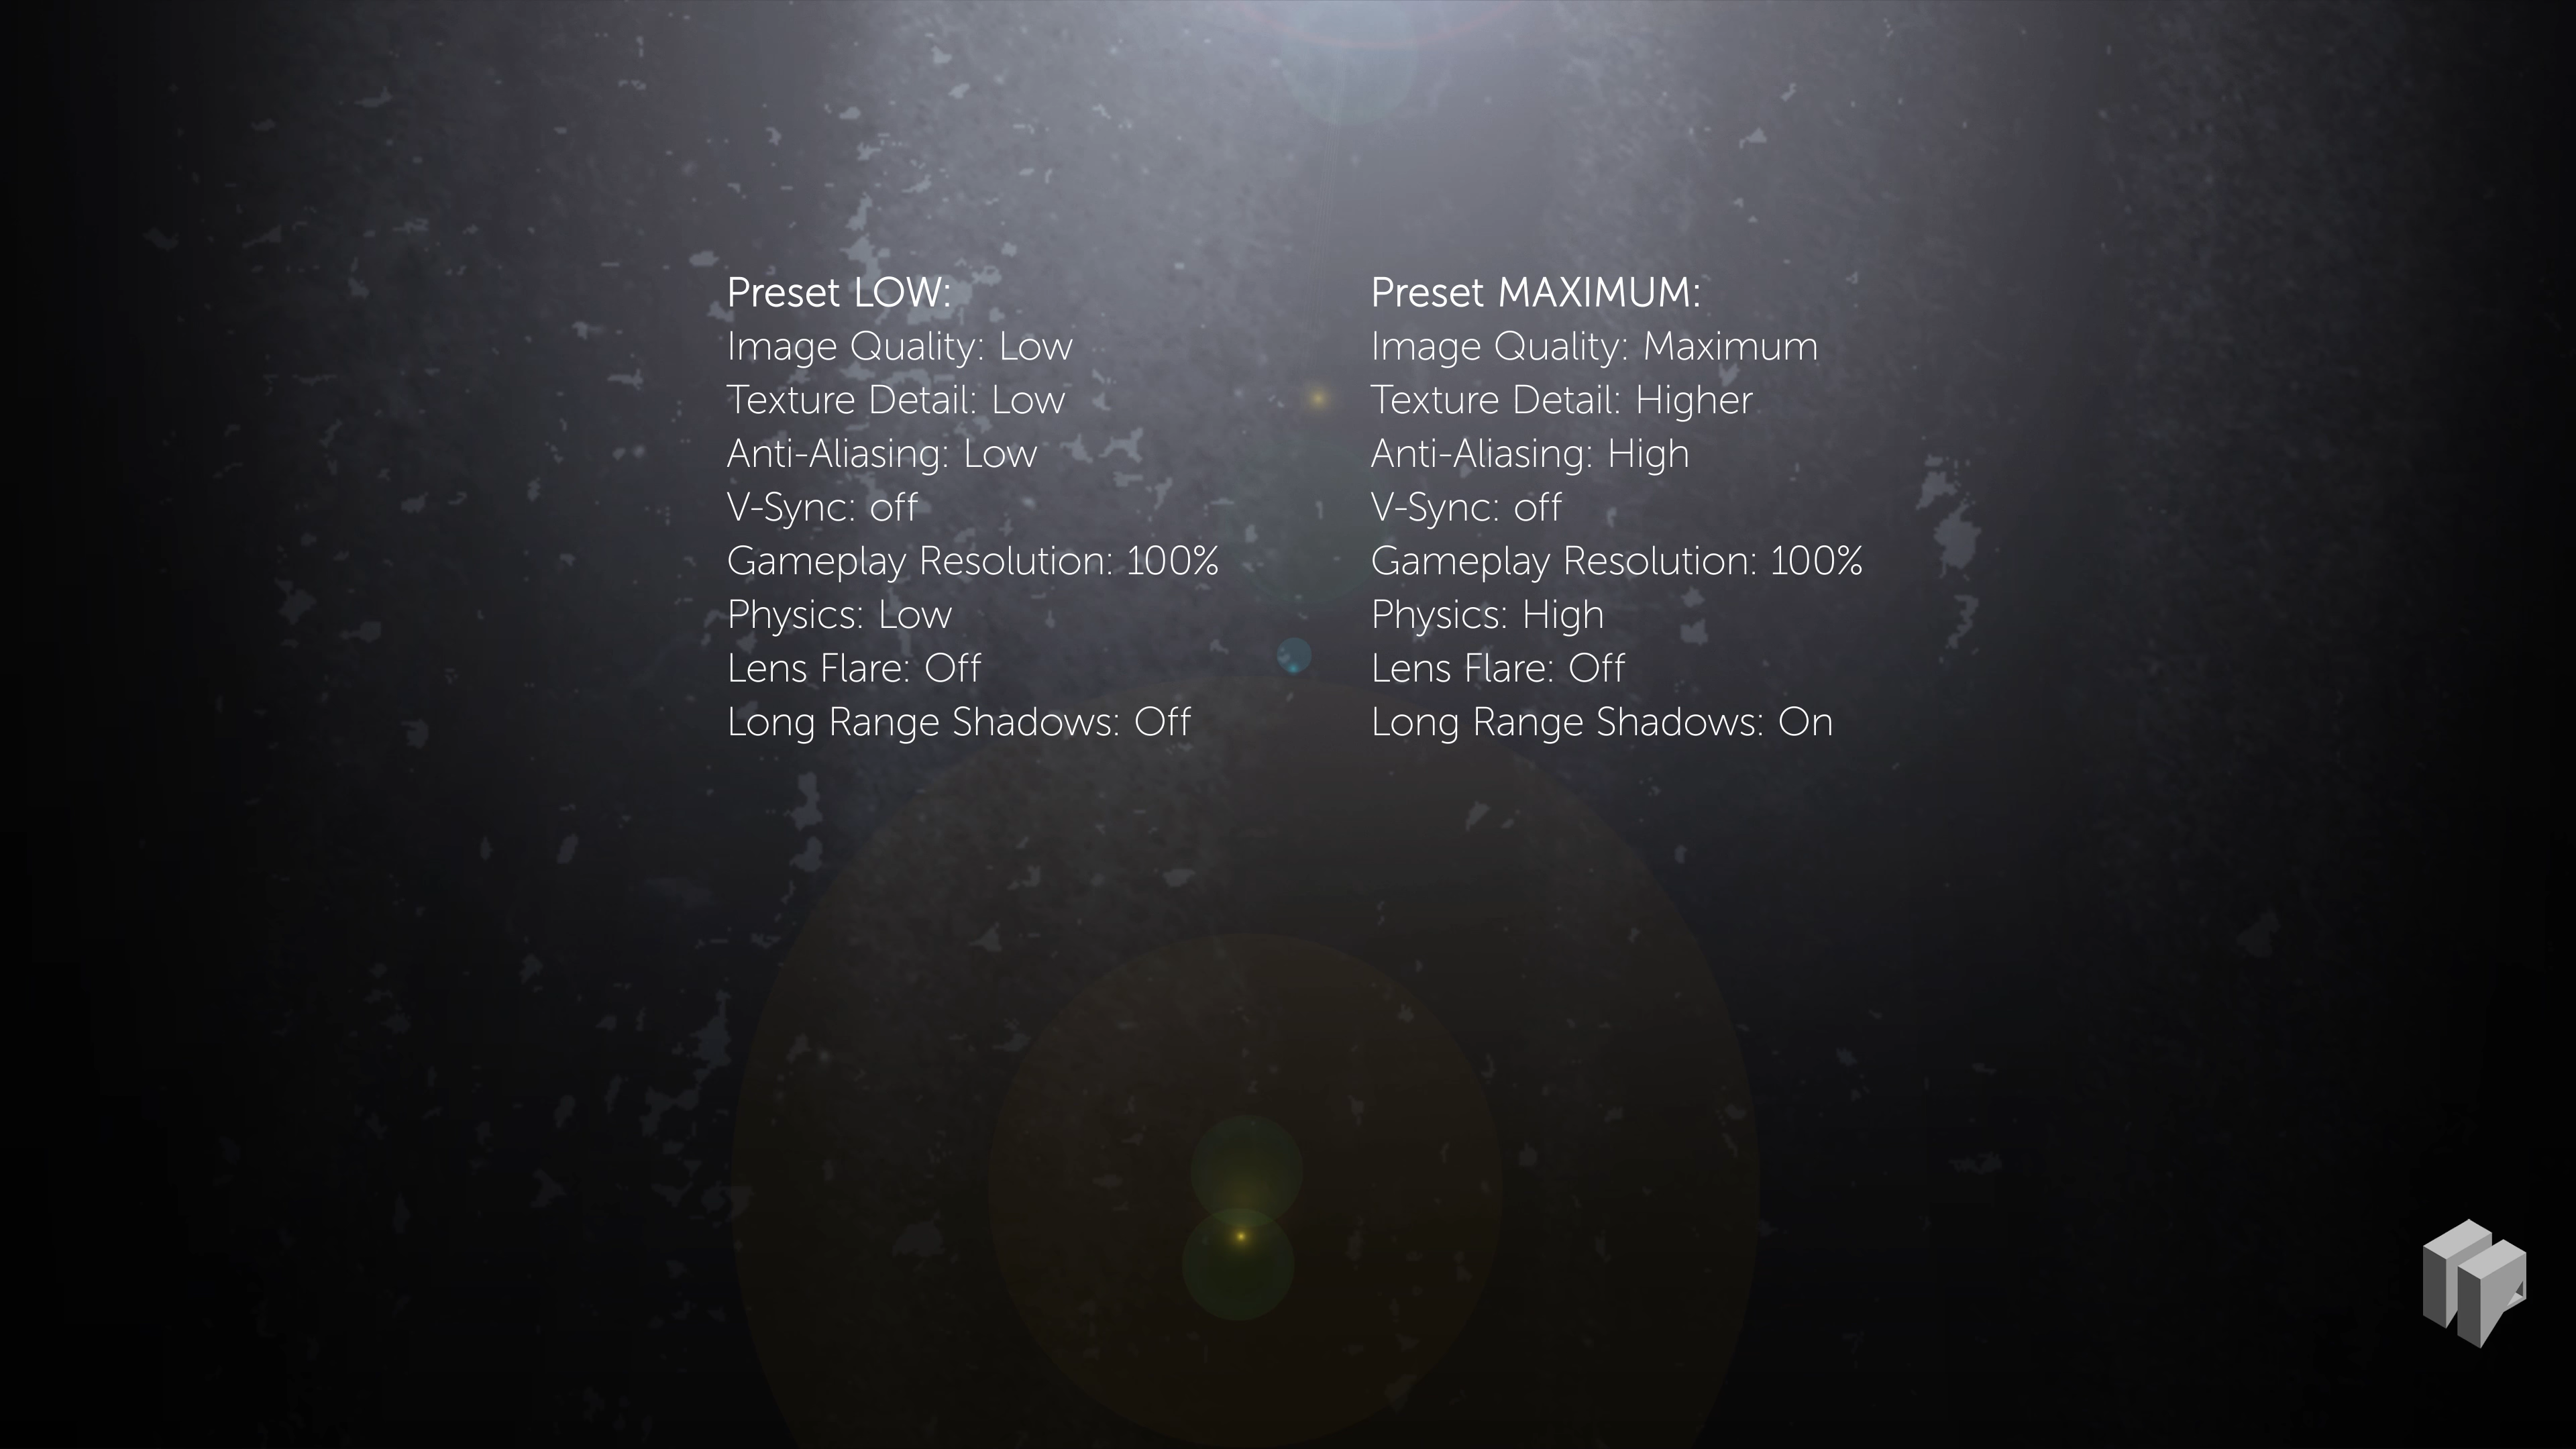 Preset LOW:
Image Quality: Low
Texture Detail: Low
Anti-Aliasing: Low
V-Sync: off
Gameplay Resolution: 100%
Physics: Low
Lens Flare: Off
Long Range Shadows: Off
Preset MAXIMUM:
Image Quality: Maximum
Texture Detail: Higher
Anti-Aliasing: High
V-Sync: off
Gameplay Resolution: 100%
Physics: High
Lens Flare: Off
Long Range Shadows: On